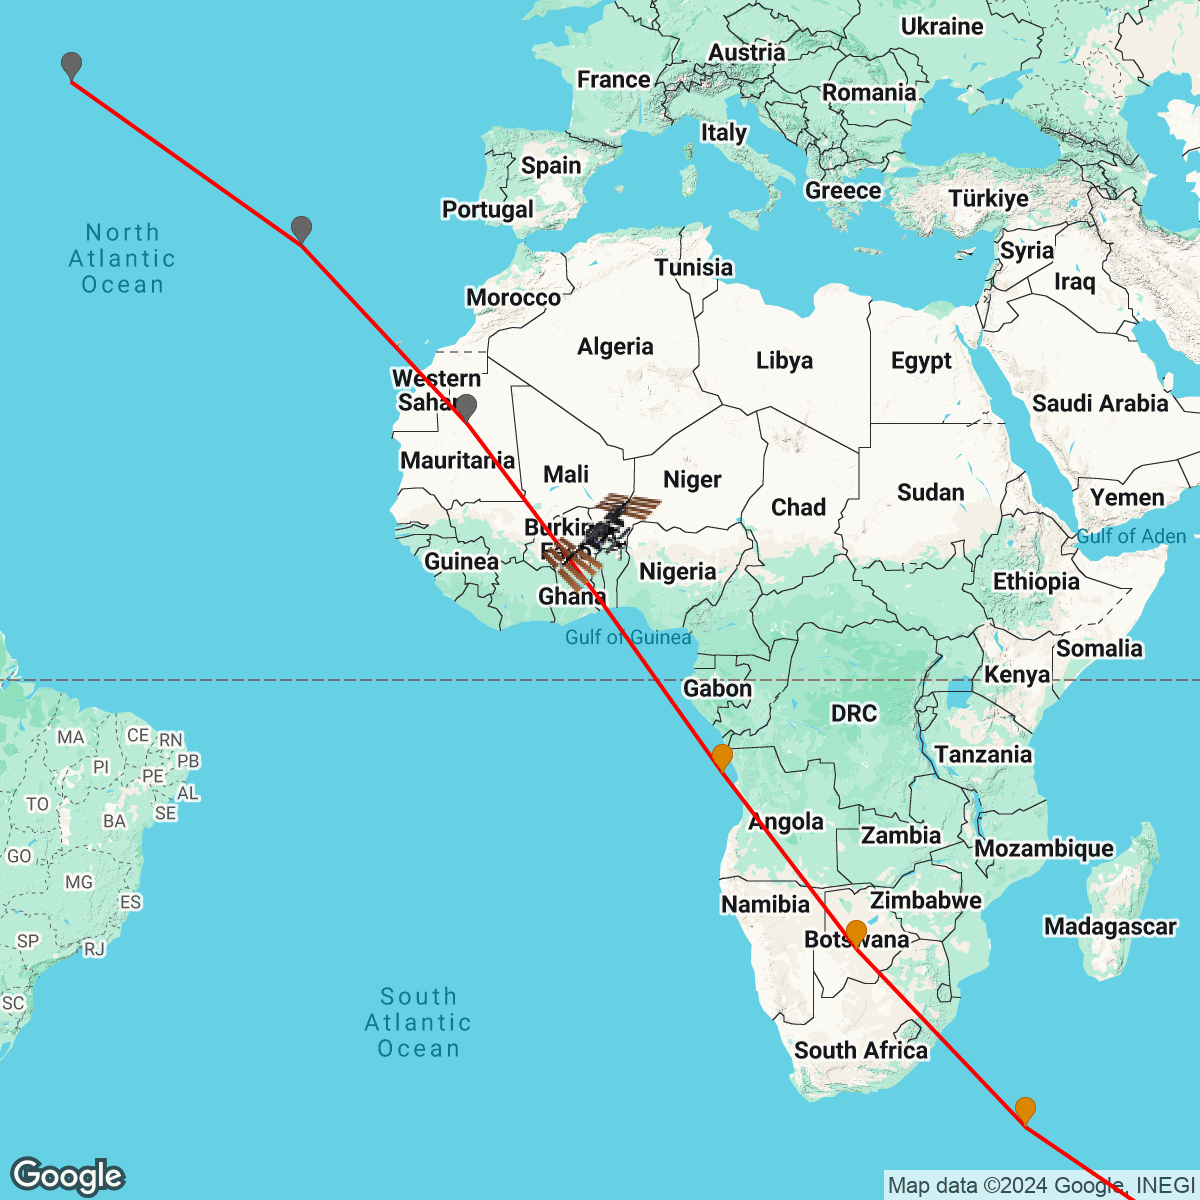 Ukraine
Austria
France
Romania
Italy
Spain
Greece
Türkiye
Portugal
North
Atlantic
Ocean
Syria
Tunisia
Iraq
Morocco
Algeria
Libya
Egypt
Western
Sahar
Saudi Arabia
Mauritania
Mali
Niger
Sudan
Chad
Yemen
Burkin
Gulf of Aden
Guinea
Nigeria
Ethiopia
Ghana
Gulf of Guinea
Somalia
Kenya
Gabon
DRC
MA
CE
RN
PI
PB
PE
Tanzania
TO
AL
SE
BA
Angola
Zambia
GO
Mozambique
MG
ES
Namibia
Zimbabwe
SP
RJ
Botswana
Madagascar
SC
South
Atlantic
Ocean
South Africa
Google
Map data ©2024 Google, INEGI